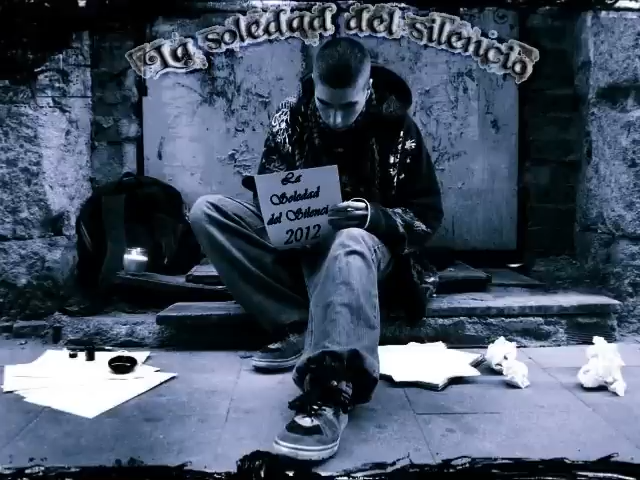 La soledad del silencio
La
Soledad
del Silenci
2012